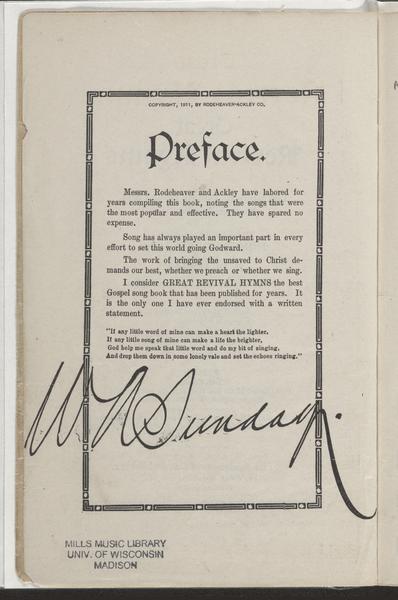 COPYRIGHT, 1911, BY RODEHEAVER-ACKLEY CO.
Preface.
Messrs. Rodeheaver and Ackley have labored for
years compiling this book, noting the songs that were
the most popular and effective. They have spared no
expense.
Song has always played an important part in every
effort to set this world going Godward.
The work of bringing the unsaved to Christ de-
mands our best, whether we preach or whether we sing.
I consider GREAT REVIVAL HYMNS the best
Gospel song book that has been published for years. It
is the only one I have ever endorsed with a written
statement.
"If any little word of mine can make a heart the lighter,
If any little song of mine can make a life the brighter,
God help me speak that little word and do my bit of singing,
And drop them down in some lonely vale and set the echoes ringing."
W A Sunday.
MILLS MUSIC LIBRARY
UNIV. OF WISCONSIN
MADISON